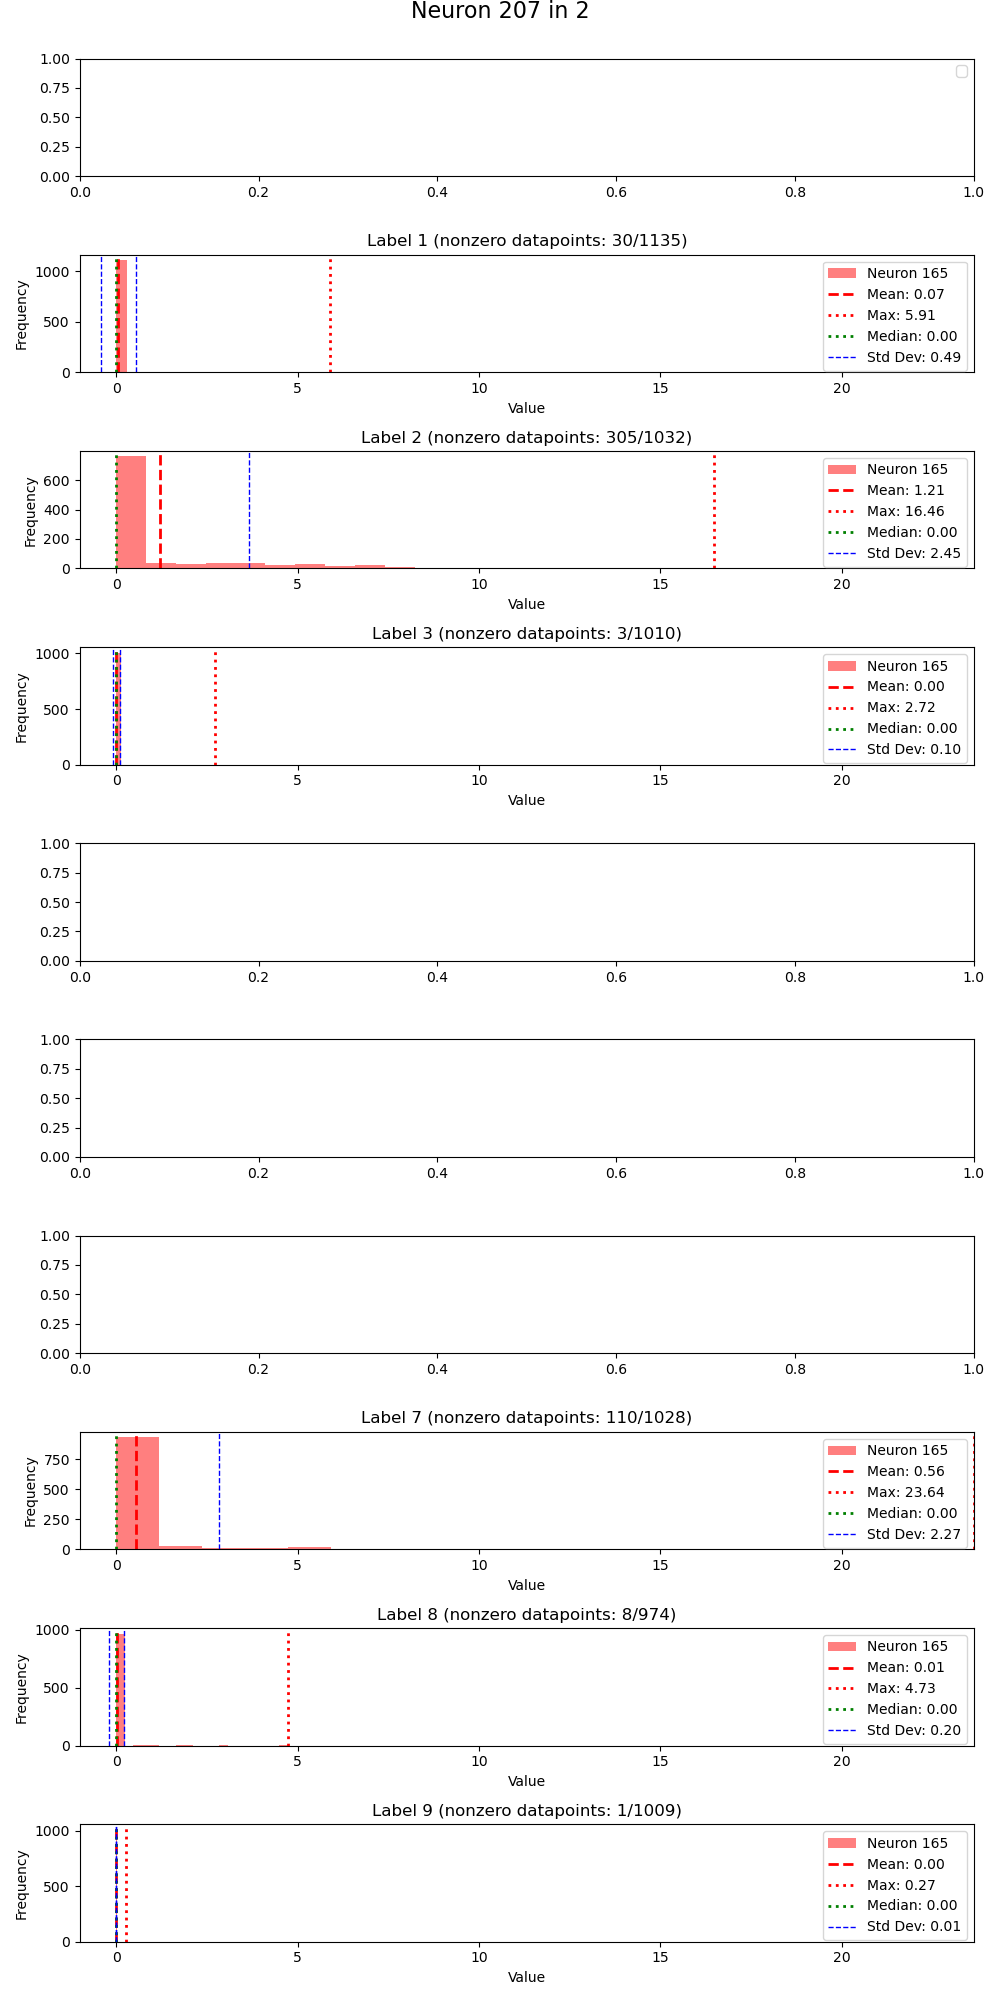 Neuron 207 in 2
1.00
0.75
0.50
0.25
0.00
0.0 0.2 0.4 0.6 0.8 1.0
Label 1 (nonzero datapoints: 30/1135)
Frequency
1000
500
0
Neuron 165
Mean: 0.07
Max: 5.91
Median: 0.00
Std Dev: 0.49
0 5 10 15 20
Value
Label 2 (nonzero datapoints: 305/1032)
Frequency
600
400
200
0
Neuron 165
Mean: 1.21
Max: 16.46
Median: 0.00
Std Dev: 2.45
0 5 10 15 20
Value
Label 3 (nonzero datapoints: 3/1010)
Frequency
1000
500
0
Neuron 165
Mean: 0.00
Max: 2.72
Median: 0.00
Std Dev: 0.10
0 5 10 15 20
Value
1.00
0.75
0.50
0.25
0.00
0.0 0.2 0.4 0.6 0.8 1.0
1.00
0.75
0.50
0.25
0.00
0.0 0.2 0.4 0.6 0.8 1.0
1.00
0.75
0.50
0.25
0.00
0.0 0.2 0.4 0.6 0.8 1.0
Label 7 (nonzero datapoints: 110/1028)
Frequency
750
500
250
0
Neuron 165
Mean: 0.56
Max: 23.64
Median: 0.00
Std Dev: 2.27
0 5 10 15 20
Value
Label 8 (nonzero datapoints: 8/974)
Frequency
1000
500
0
Neuron 165
Mean: 0.01
Max: 4.73
Median: 0.00
Std Dev: 0.20
0 5 10 15 20
Value
Label 9 (nonzero datapoints: 1/1009)
Frequency
1000
500
0
Neuron 165
Mean: 0.00
Max: 0.27
Median: 0.00
Std Dev: 0.01
0 5 10 15 20
Value